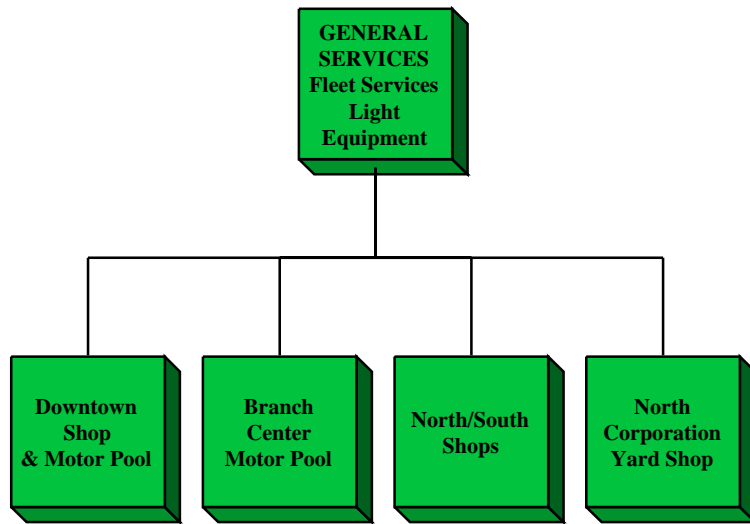 GENERAL
SERVICES
Fleet Services
Light
Equipment
Downtown
Shop
& Motor Pool
Branch
Center
Motor Pool
North/South
Shops
North
Corporation
Yard Shop